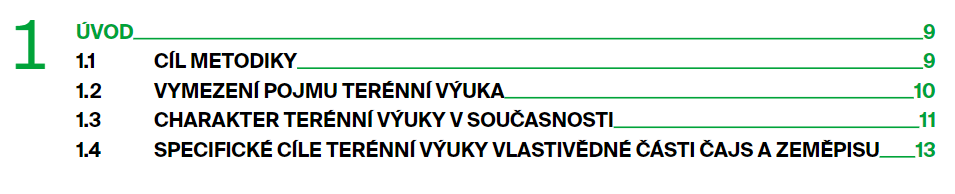 1 ÚVOD 9
1.1 CÍL METODIKY 9
1.2 VYMEZENÍ POJMU TERÉNNÍ VÝUKA 10
1.3 CHARAKTER TERÉNNÍ VÝUKY V SOUČASNOSTI 11
1.4 SPECIFICKÉ CÍLE TERÉNNÍ VÝUKY VLASTIVĚDNÉ ČÁSTI ČAJS A ZEMĚPISU 13